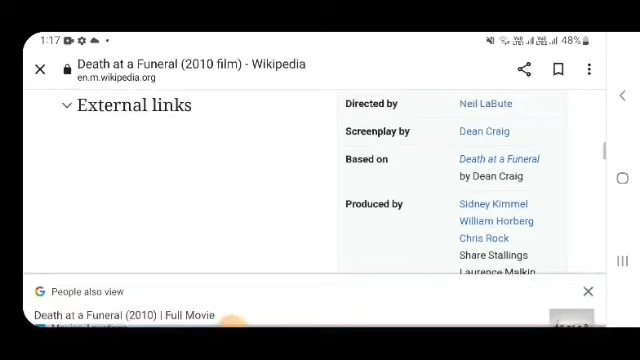 1:17 48%
Death at a Funeral (2010 film) - Wikipedia
en.m.wikipedia.org
External links
Directed by Neil LaBute
Screenplay by Dean Craig
Based on Death at a Funeral
by Dean Craig
Produced by Sidney Kimmel
William Horberg
Chris Rock
Share Stallings
Laurence Malkin
G People also view
Death at a Funeral (2010) | Full Movie